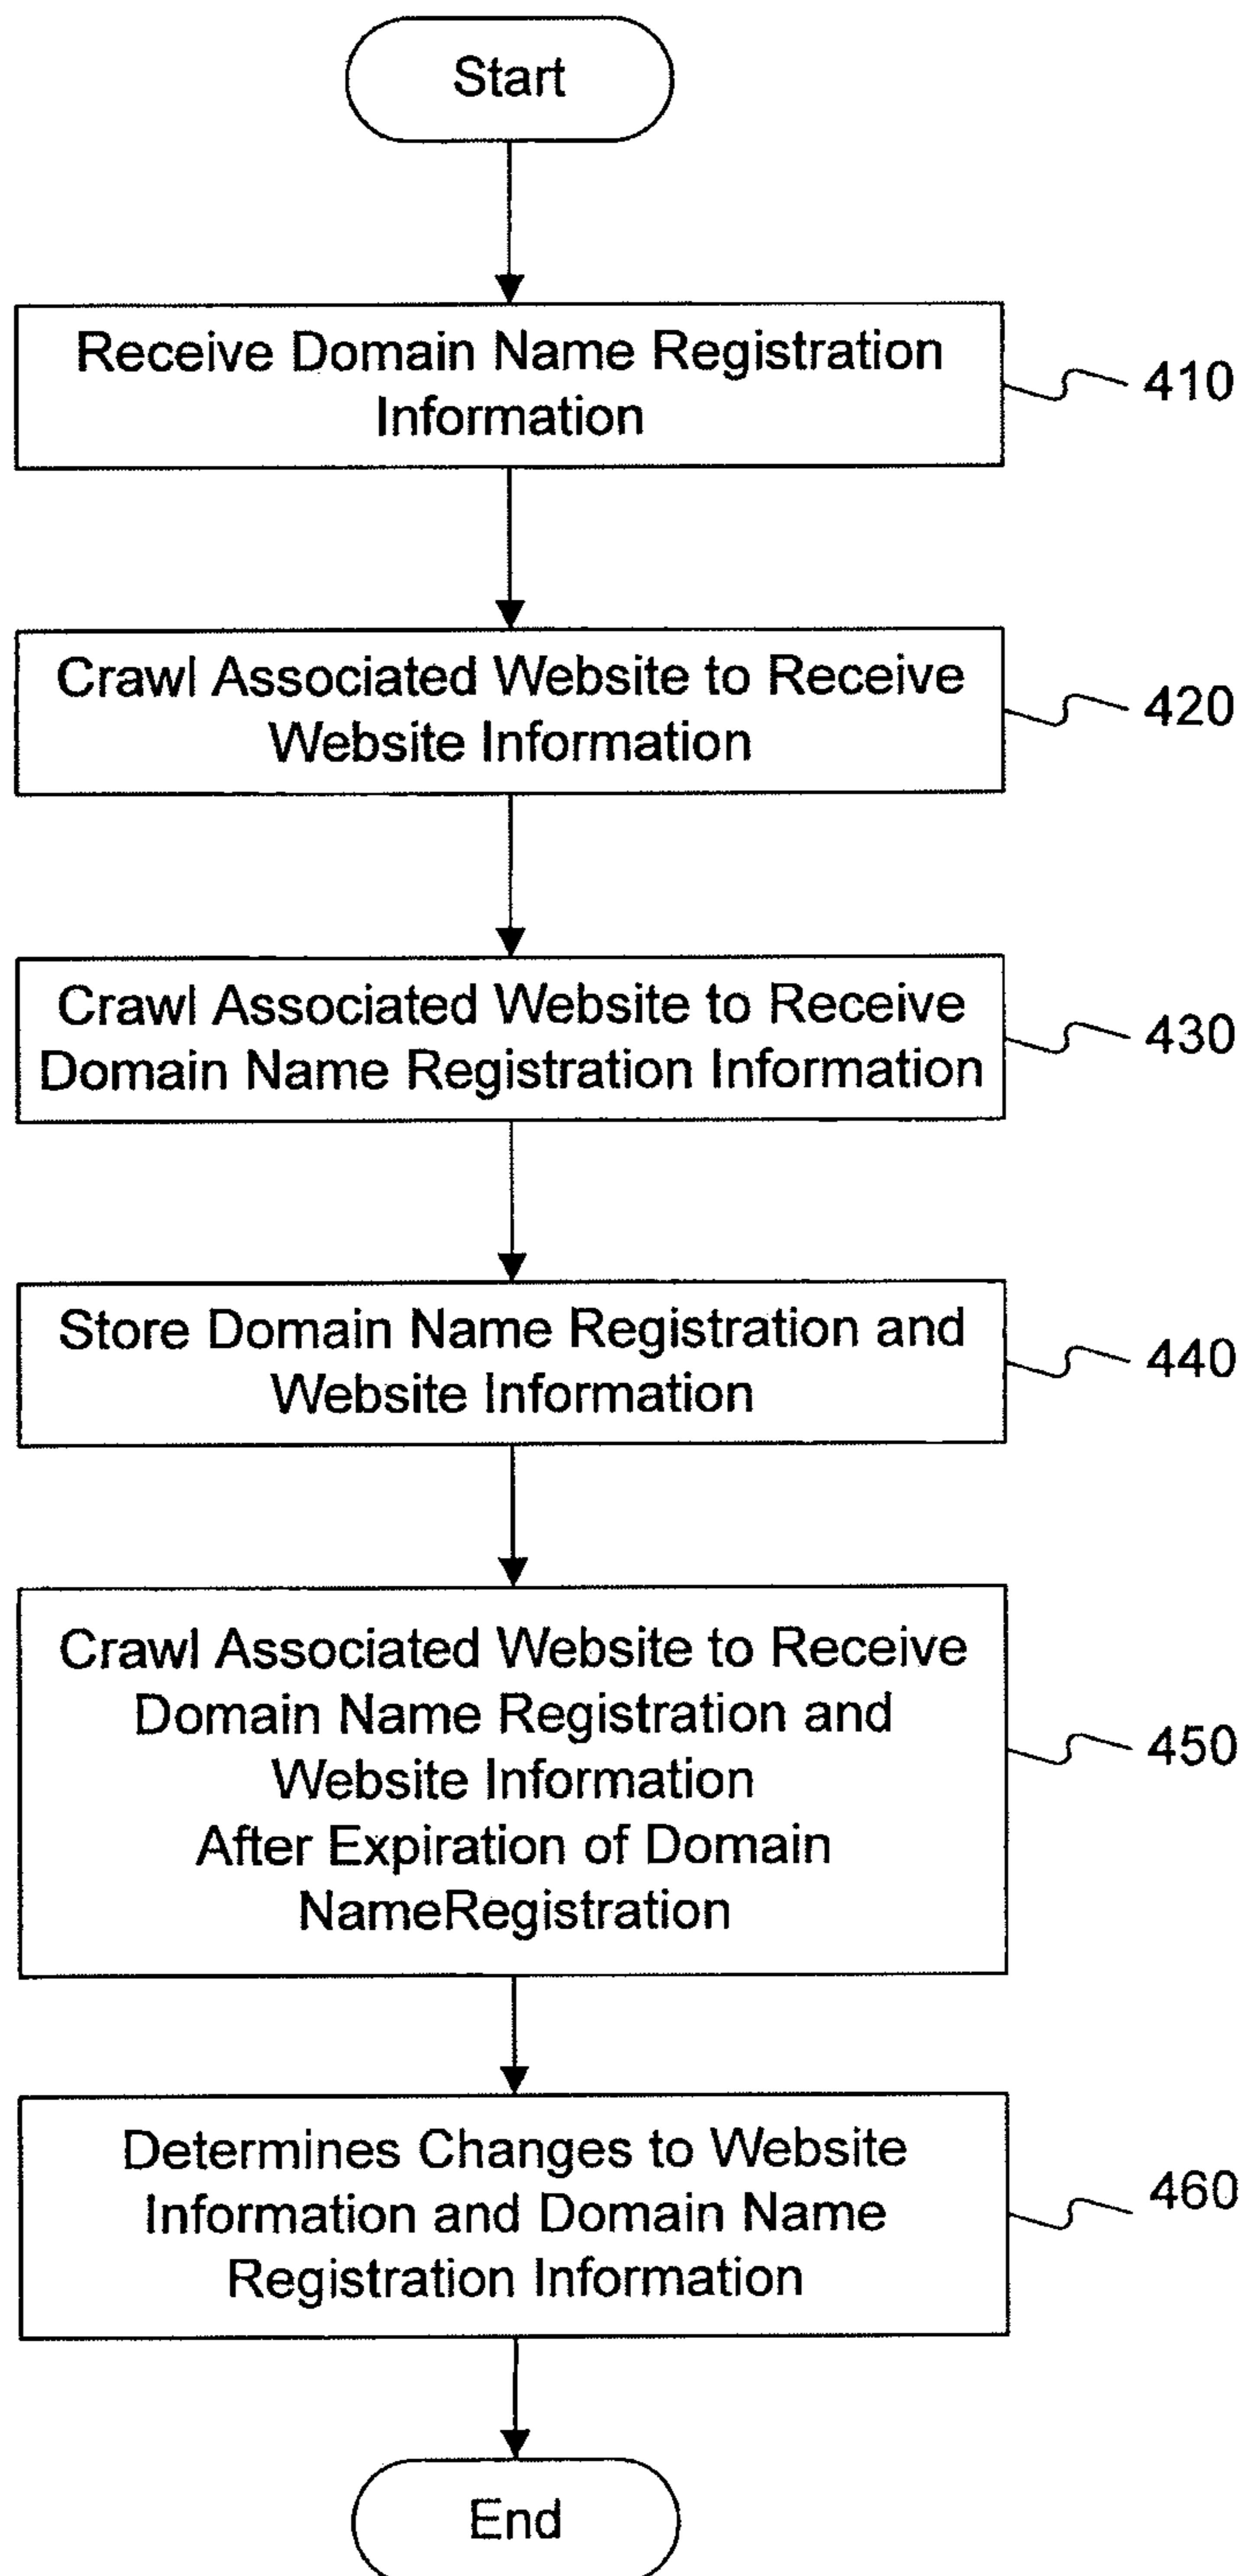 Start
Receive Domain Name Registration
Information
410
Crawl Associated Website to Receive
Website Information
420
Crawl Associated Website to Receive
Domain Name Registration Information
430
Store Domain Name Registration and
Website Information
440
Crawl Associated Website to Receive
Domain Name Registration and
Website Information
After Expiration of Domain
NameRegistration
450
Determines Changes to Website
Information and Domain Name
Registration Information
460
End